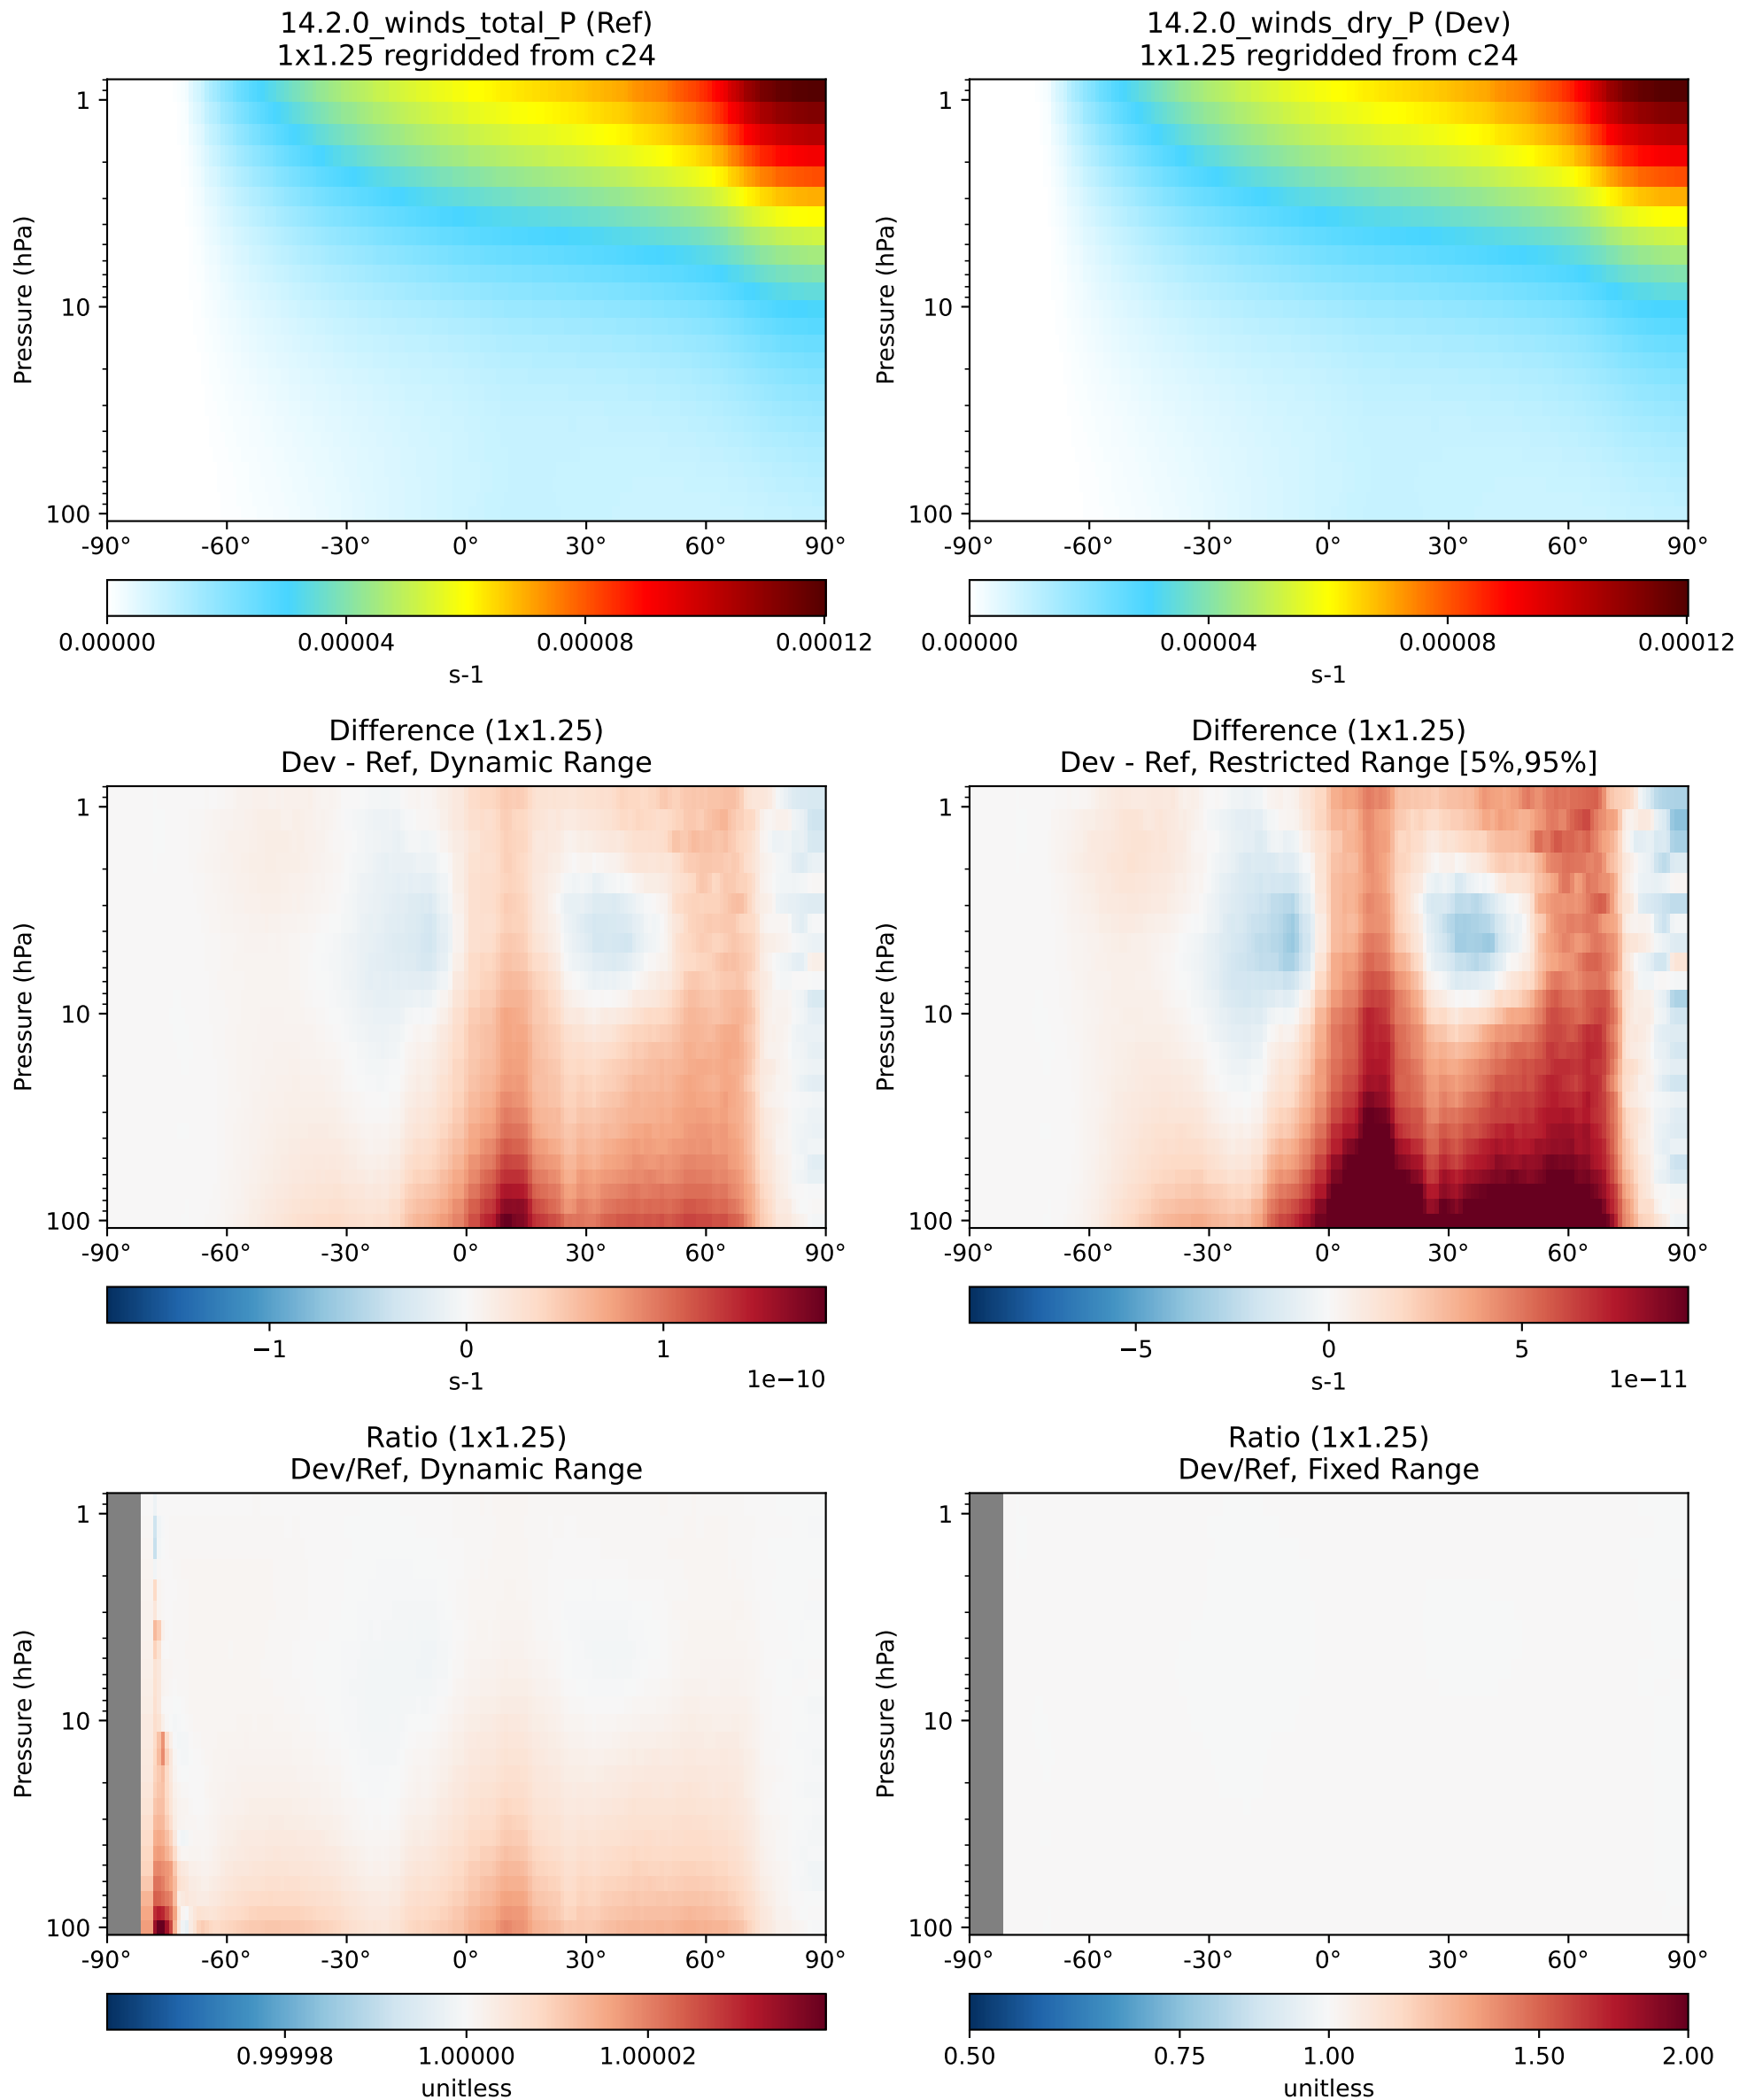 14.2.0_winds_total_P (Ref)
1x1.25 regridded from c24
14.2.0_winds_dry_P (Dev)
1x1.25 regridded from c24
Pressure (hPa)
1
10
100
-90° -60° -30° 0° 30° 60° 90°
0.00000 0.00004 0.00008 0.00012
s-1
Pressure (hPa)
1
10
100
-90° -60° -30° 0° 30° 60° 90°
0.00000 0.00004 0.00008 0.00012
s-1
Difference (1x1.25)
Dev - Ref, Dynamic Range
Pressure (hPa)
1
10
100
-90° -60° -30° 0° 30° 60° 90°
−1 0 1
s-1 1e−10
Difference (1x1.25)
Dev - Ref, Restricted Range [5%,95%]
Pressure (hPa)
1
10
100
-90° -60° -30° 0° 30° 60° 90°
−5 0 5
s-1 1e−11
Ratio (1x1.25)
Dev/Ref, Dynamic Range
Pressure (hPa)
1
10
100
-90° -60° -30° 0° 30° 60° 90°
0.99998 1.00000 1.00002
unitless
Ratio (1x1.25)
Dev/Ref, Fixed Range
Pressure (hPa)
1
10
100
-90° -60° -30° 0° 30° 60° 90°
0.50 0.75 1.00 1.50 2.00
unitless